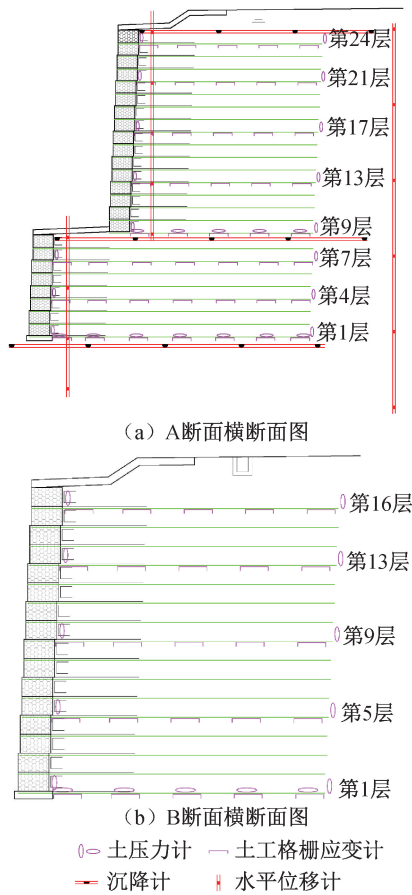 第24层
第21层
第17层
第13层
第9层
第7层
第4层
第1层
（a）A断面横断面图
第16层
第13层
第9层
第5层
第1层
（b）B断面横断面图
土压力计 土工格栅应变计
沉降计 水平位移计